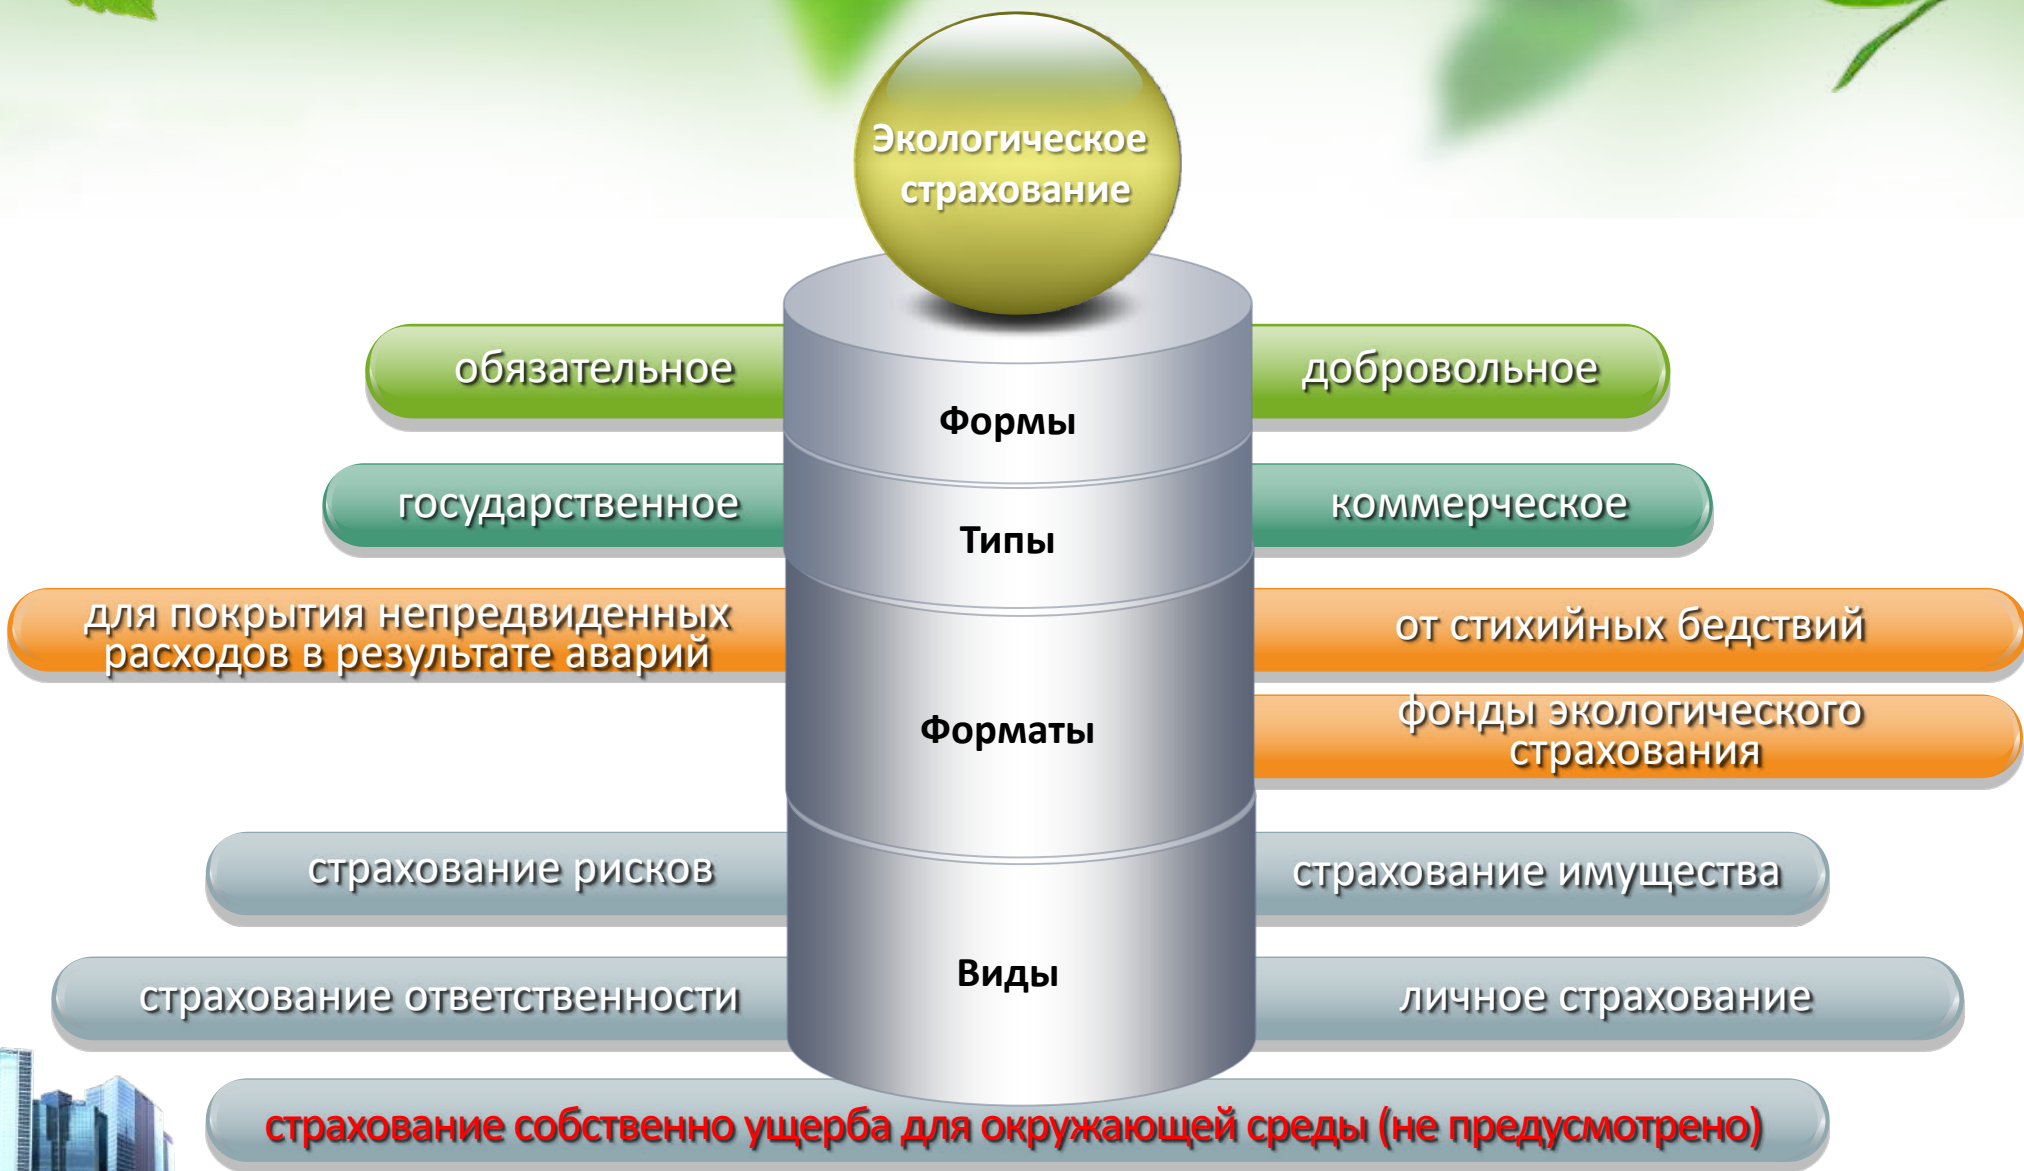 Экологическое
страхование
обязательное
добровольное
Формы
государственное
коммерческое
Типы
для покрытия непредвиденных
расходов в результате аварий
от стихийных бедствий
фонды экологического
страхования
Форматы
страхование рисков
страхование имущества
Виды
страхование ответственности
личное страхование
страхование собственно ущерба для окружающей среды (не предусмотрено)